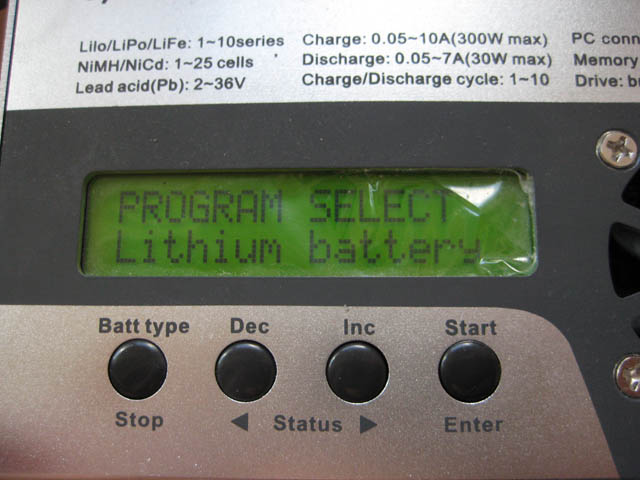 LiIo/LiPo/LiFe: 1~10series Charge: 0.05~10A(300W max) PC
NiMH/NiCd: 1~25 cells Discharge: 0.05~7A(30W max) Memory
Lead acid(Pb): 2~36V Charge/Discharge cycle: 1~10 Drive:
PROGRAM SELECT
Lithium battery
Batt type Dec Inc Start
Stop ◀ Status ▶ Enter